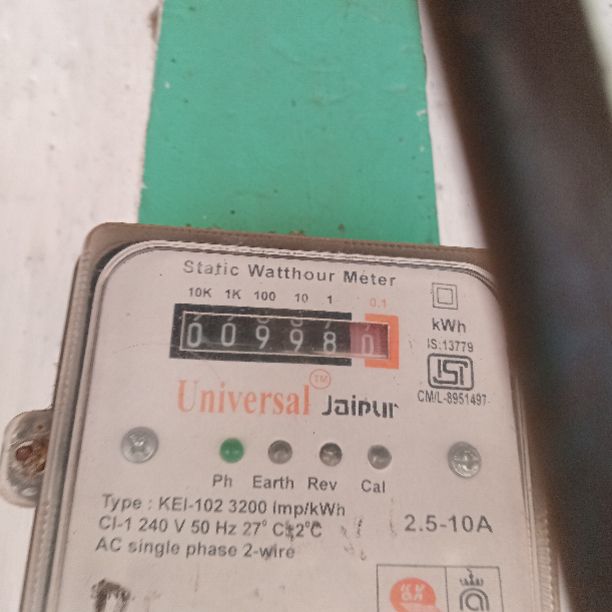 Static Watthour Meter
10K 1K 100 10 1 0.1
0 0 9 9 8 0
kWh
IS:13779
ISI
CM/L-8951497
Universal TM Jaipur
Ph Earth Rev Cal
Type : KEI-102 3200 imp/kWh
Cl-1 240 V 50 Hz 27° C±2°C
2.5-10A
AC single phase 2-wire